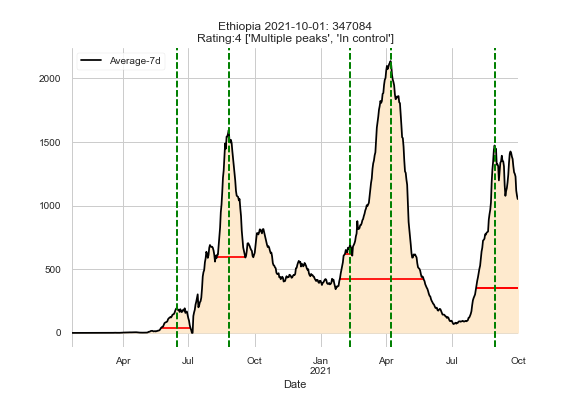 Ethiopia 2021-10-01: 347084
Rating:4 ['Multiple peaks', 'In control']
Average-7d
2000
1500
1000
500
0
Apr Jul Oct Jan Apr Jul Oct
2021
Date